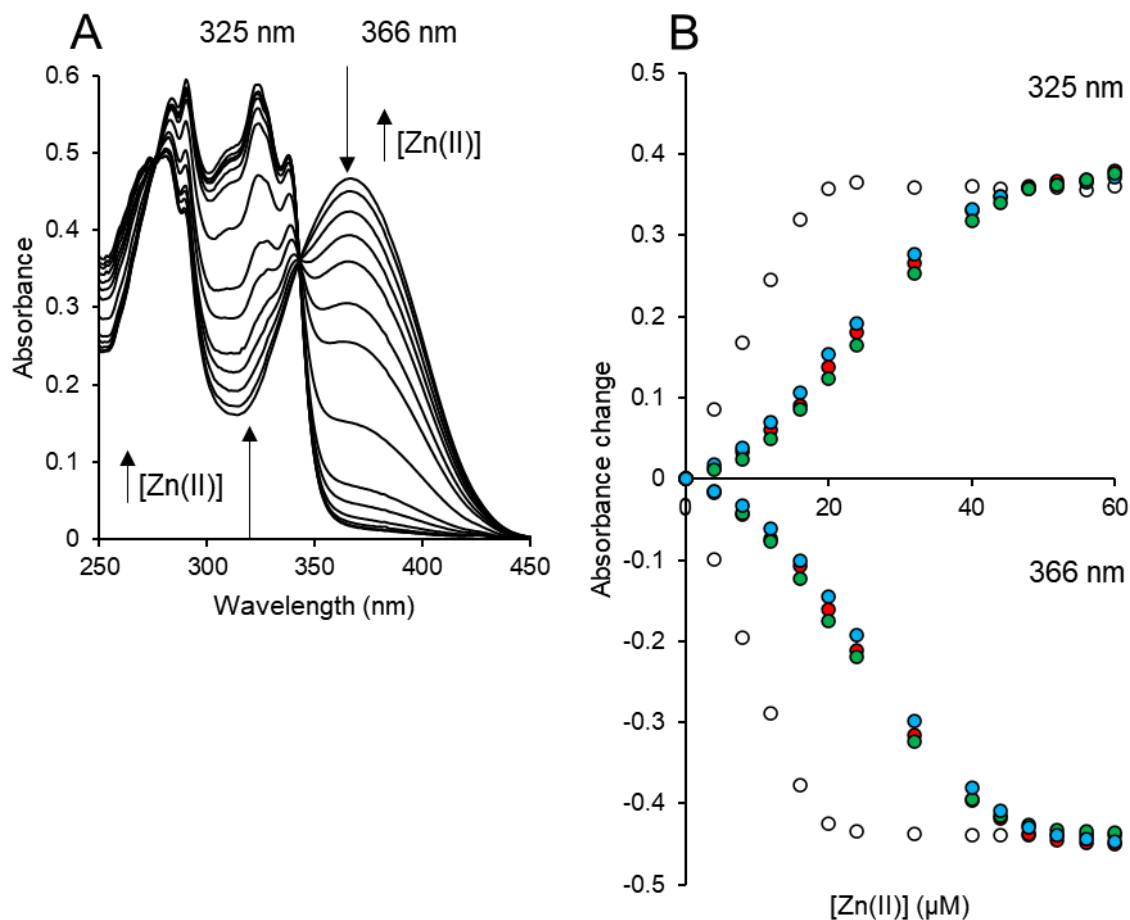 A
325 nm
366 nm
0.6
0.5
0.4
0.3
0.2
0.1
0
Absorbance
[Zn(II)]
[Zn(II)]
250
300
350
400
450
Wavelength (nm)
B
325 nm
0.5
0.4
0.3
0.2
0.1
0
-0.1
-0.2
-0.3
-0.4
-0.5
Absorbance change
0
20
40
60
366 nm
[Zn(II)] (µM)